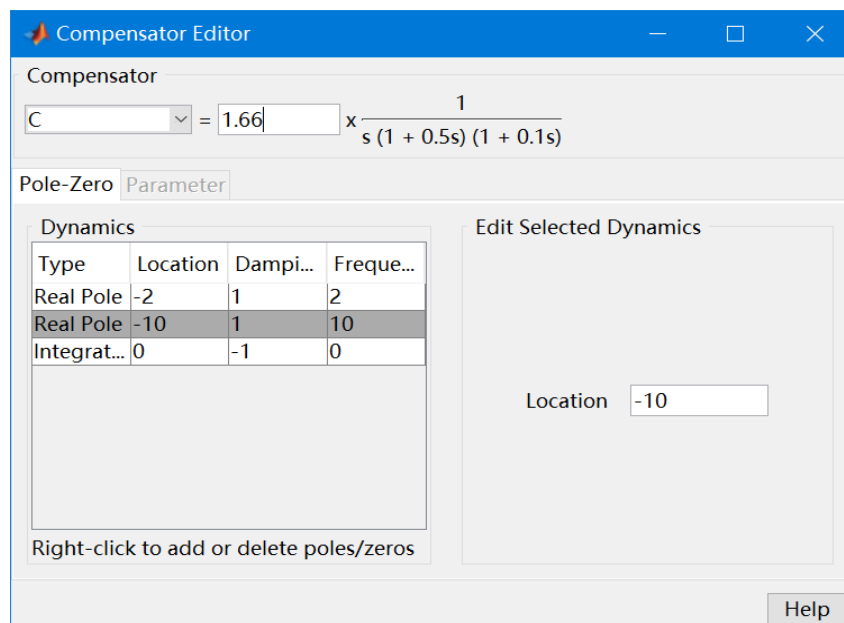 Compensator Editor
Compensator
C = 1.66 x 1
s (1 + 0.5s) (1 + 0.1s)
Pole-Zero Parameter
Dynamics
Type Location Dampi... Freque...
Real Pole -2 1 2
Real Pole -10 1 10
Integrat... 0 -1 0
Right-click to add or delete poles/zeros
Edit Selected Dynamics
Location -10
Help